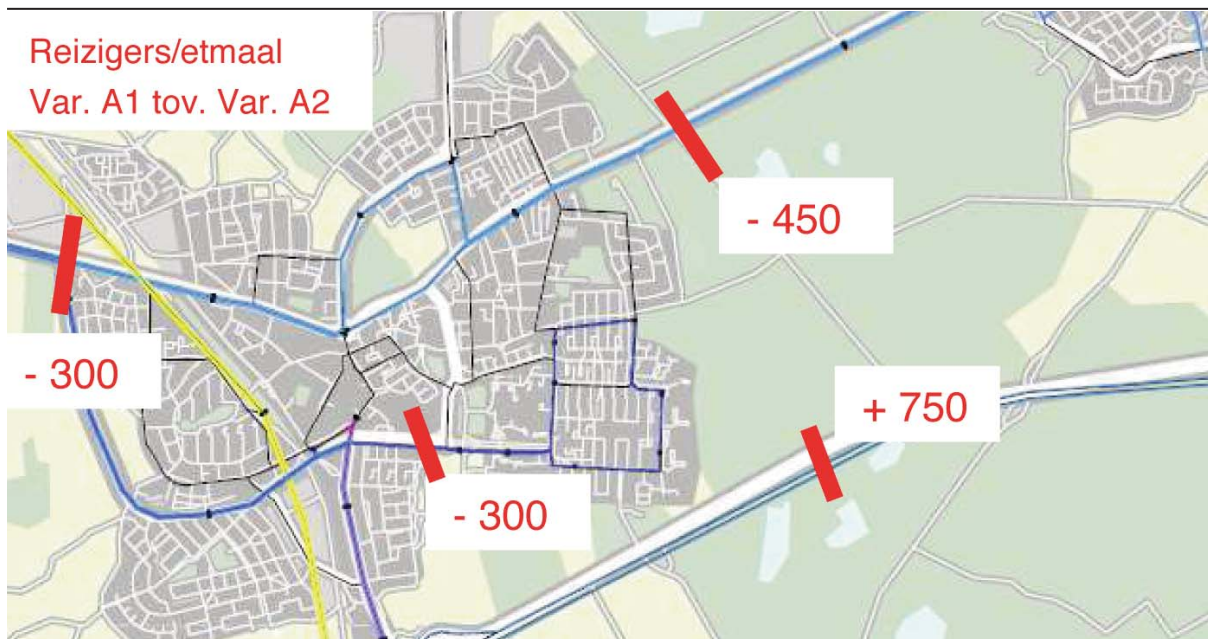 Reizigers/etmaal
Var. A1 tov. Var. A2
- 450
- 300
+ 750
- 300